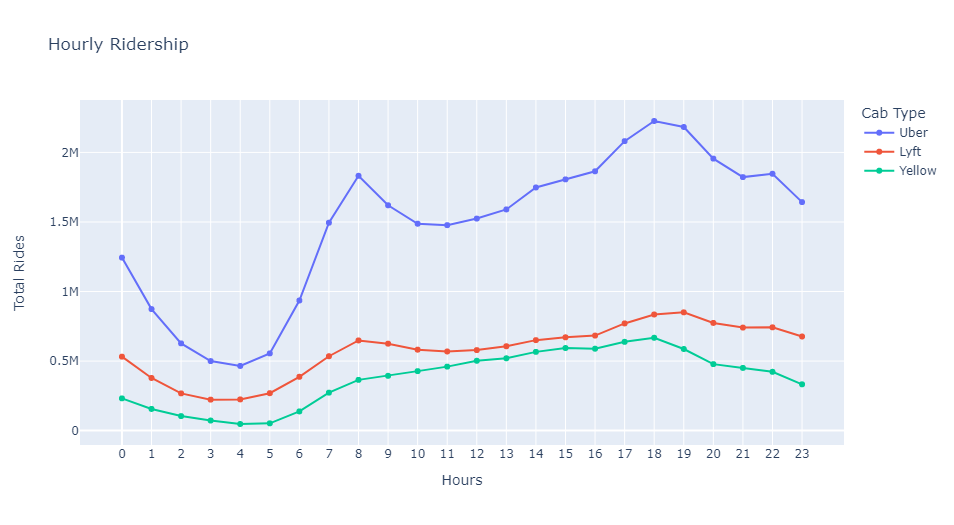 Hourly Ridership
Cab Type
Uber
Lyft
Yellow
2M
1.5M
1M
0.5M
0
Total Rides
0 1 2 3 4 5 6 7 8 9 10 11 12 13 14 15 16 17 18 19 20 21 22 23
Hours